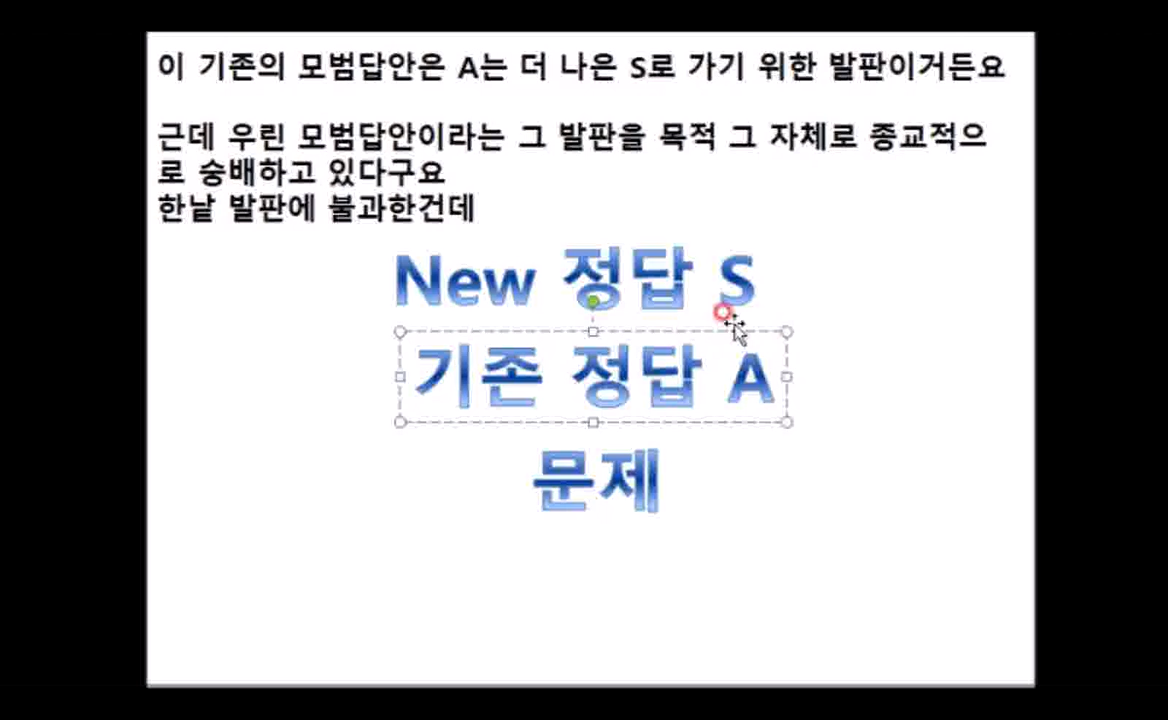 이 기존의 모범답안은 A는 더 나은 S로 가기 위한 발판이거든요
근데 우린 모범답안이라는 그 발판을 목적 그 자체로 종교적으
로 숭배하고 있다구요
한낱 발판에 불과한건데
New 정답 S
기존 정답 A
문제